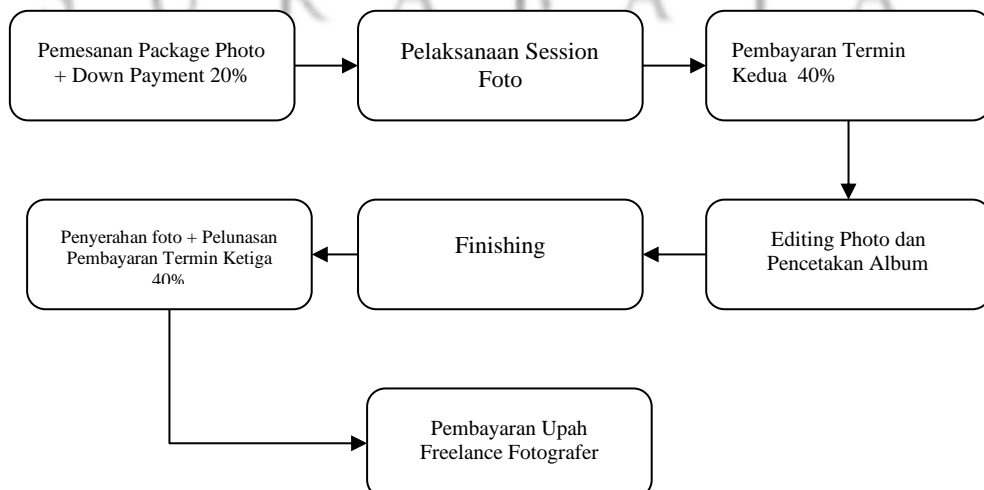 Pemesanan Package Photo
+ Down Payment 20%
Pelaksanaan Session
Foto
Pembayaran Termin
Kedua 40%
Editing Photo dan
Pencetakan Album
Finishing
Penyerahan foto + Pelunasan
Pembayaran Termin Ketiga
40%
Pembayaran Upah
Freelance Fotografer